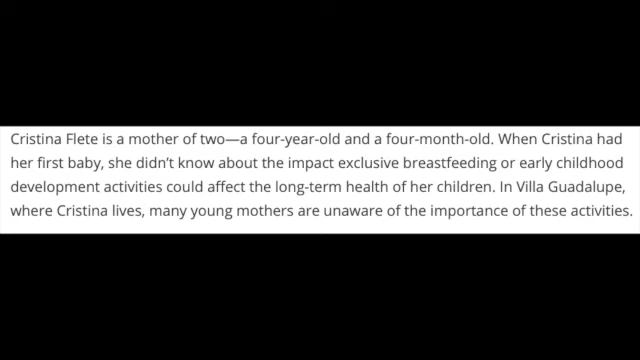 Cristina Flete is a mother of two—a four-year-old and a four-month-old. When Cristina had
her first baby, she didn't know about the impact exclusive breastfeeding or early childhood
development activities could affect the long-term health of her children. In Villa Guadalupe,
where Cristina lives, many young mothers are unaware of the importance of these activities.